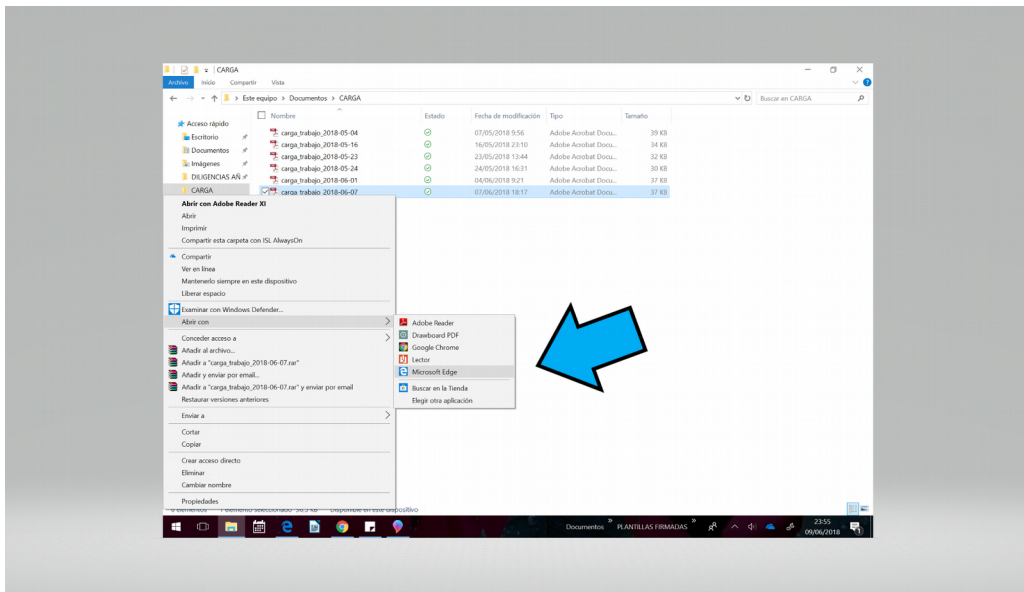 CARGA
Archivo Inicio Compartir Vista
Este equipo > Documentos > CARGA
Buscar en CARGA
Nombre Estado Fecha de modificación Tipo Tamaño
Acceso rápido
Escritorio
Documentos
Imágenes
DILIGENCIAS AÑ
CARGA
carga_trabajo_2018-05-04 07/05/2018 9:56 Adobe Acrobat Docu... 39 KB
carga_trabajo_2018-05-16 16/05/2018 23:10 Adobe Acrobat Docu... 34 KB
carga_trabajo_2018-05-23 23/05/2018 13:44 Adobe Acrobat Docu... 32 KB
carga_trabajo_2018-05-24 24/05/2018 16:31 Adobe Acrobat Docu... 30 KB
carga_trabajo_2018-06-01 04/06/2018 9:21 Adobe Acrobat Docu... 37 KB
carga_trabajo_2018-06-07 07/06/2018 18:17 Adobe Acrobat Docu... 37 KB
Abrir con Adobe Reader XI
Abrir
Imprimir
Compartir esta carpeta con ISL AlwaysOn
Compartir
Ver en línea
Mantenerlo siempre en este dispositivo
Liberar espacio
Examinar con Windows Defender...
Abrir con
Conceder acceso a
Añadir al archivo...
Añadir a "carga_trabajo_2018-06-07.rar"
Añadir y enviar por email...
Añadir a "carga_trabajo_2018-06-07.rar" y enviar por email
Restaurar versiones anteriores
Enviar a
Cortar
Copiar
Crear acceso directo
Eliminar
Cambiar nombre
Propiedades
Adobe Reader
Drawboard PDF
Google Chrome
Lector
Microsoft Edge
Buscar en la Tienda
Elegir otra aplicación
elementos 1 elemento seleccionado 36,5 KB Disponible en este dispositivo
Documentos » PLANTILLAS FIRMADAS »
23:55
09/06/2018